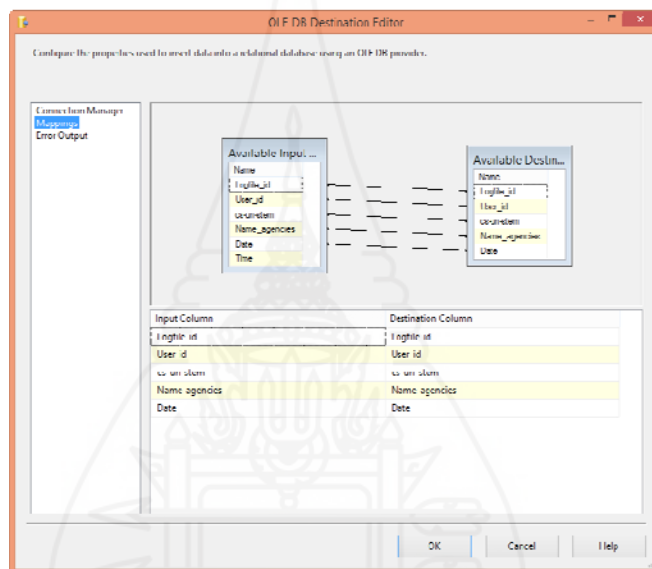 OLE DB Destination Editor
Configure the properties used to insert data into a relational database using an OLE DB provider.
Connection Manager
Mappings
Error Output
Available Input ...
Name
Logfile_id
User_id
cs-uri-stem
Name_agencies
Date
Time
Available Destin...
Name
Logfile_id
User_id
cs-uri-stem
Name_agencies
Date
Input Column Destination Column
Logfile_id Logfile_id
User_id User_id
cs-uri-stem cs-uri-stem
Name_agencies Name_agencies
Date Date
OK Cancel Help